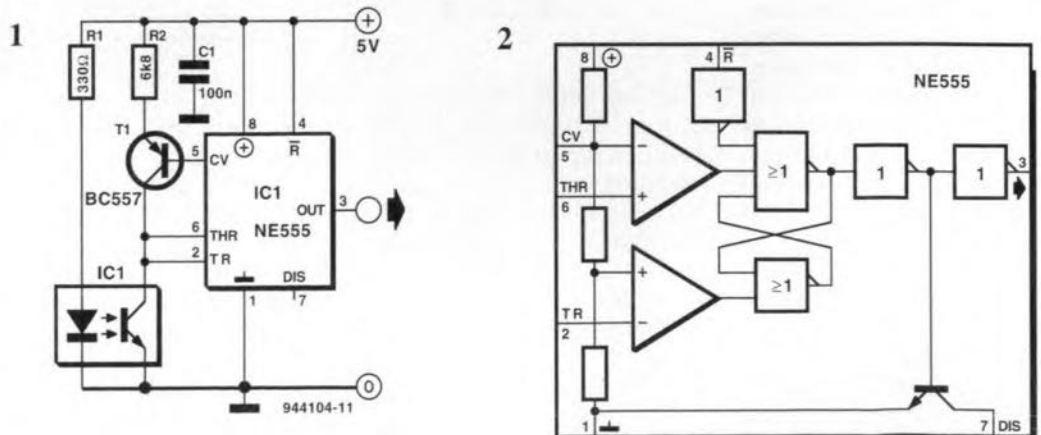 1
R1
330Ω
R2
6k8
C1
100n
5V
T1
BC557
8
4
R̅
5
CV
IC1
NE555
OUT
3
6
THR
2
TR
DIS
1
7
IC1
944104-11
0
2
8
4
R̅
NE555
1
CV
5
THR
6
≥1
1
1
3
≥1
TR
2
1
7
DIS